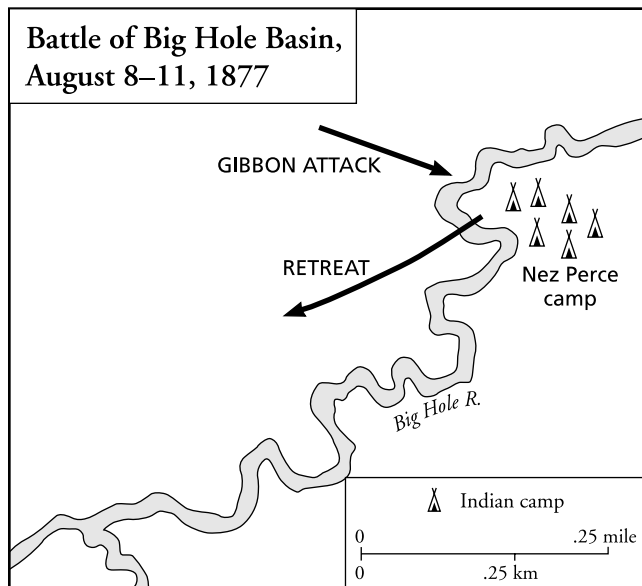 Battle of Big Hole Basin,
August 8–11, 1877
GIBBON ATTACK
RETREAT
Nez Perce
camp
Big Hole R.
Indian camp
0 .25 mile
0 .25 km